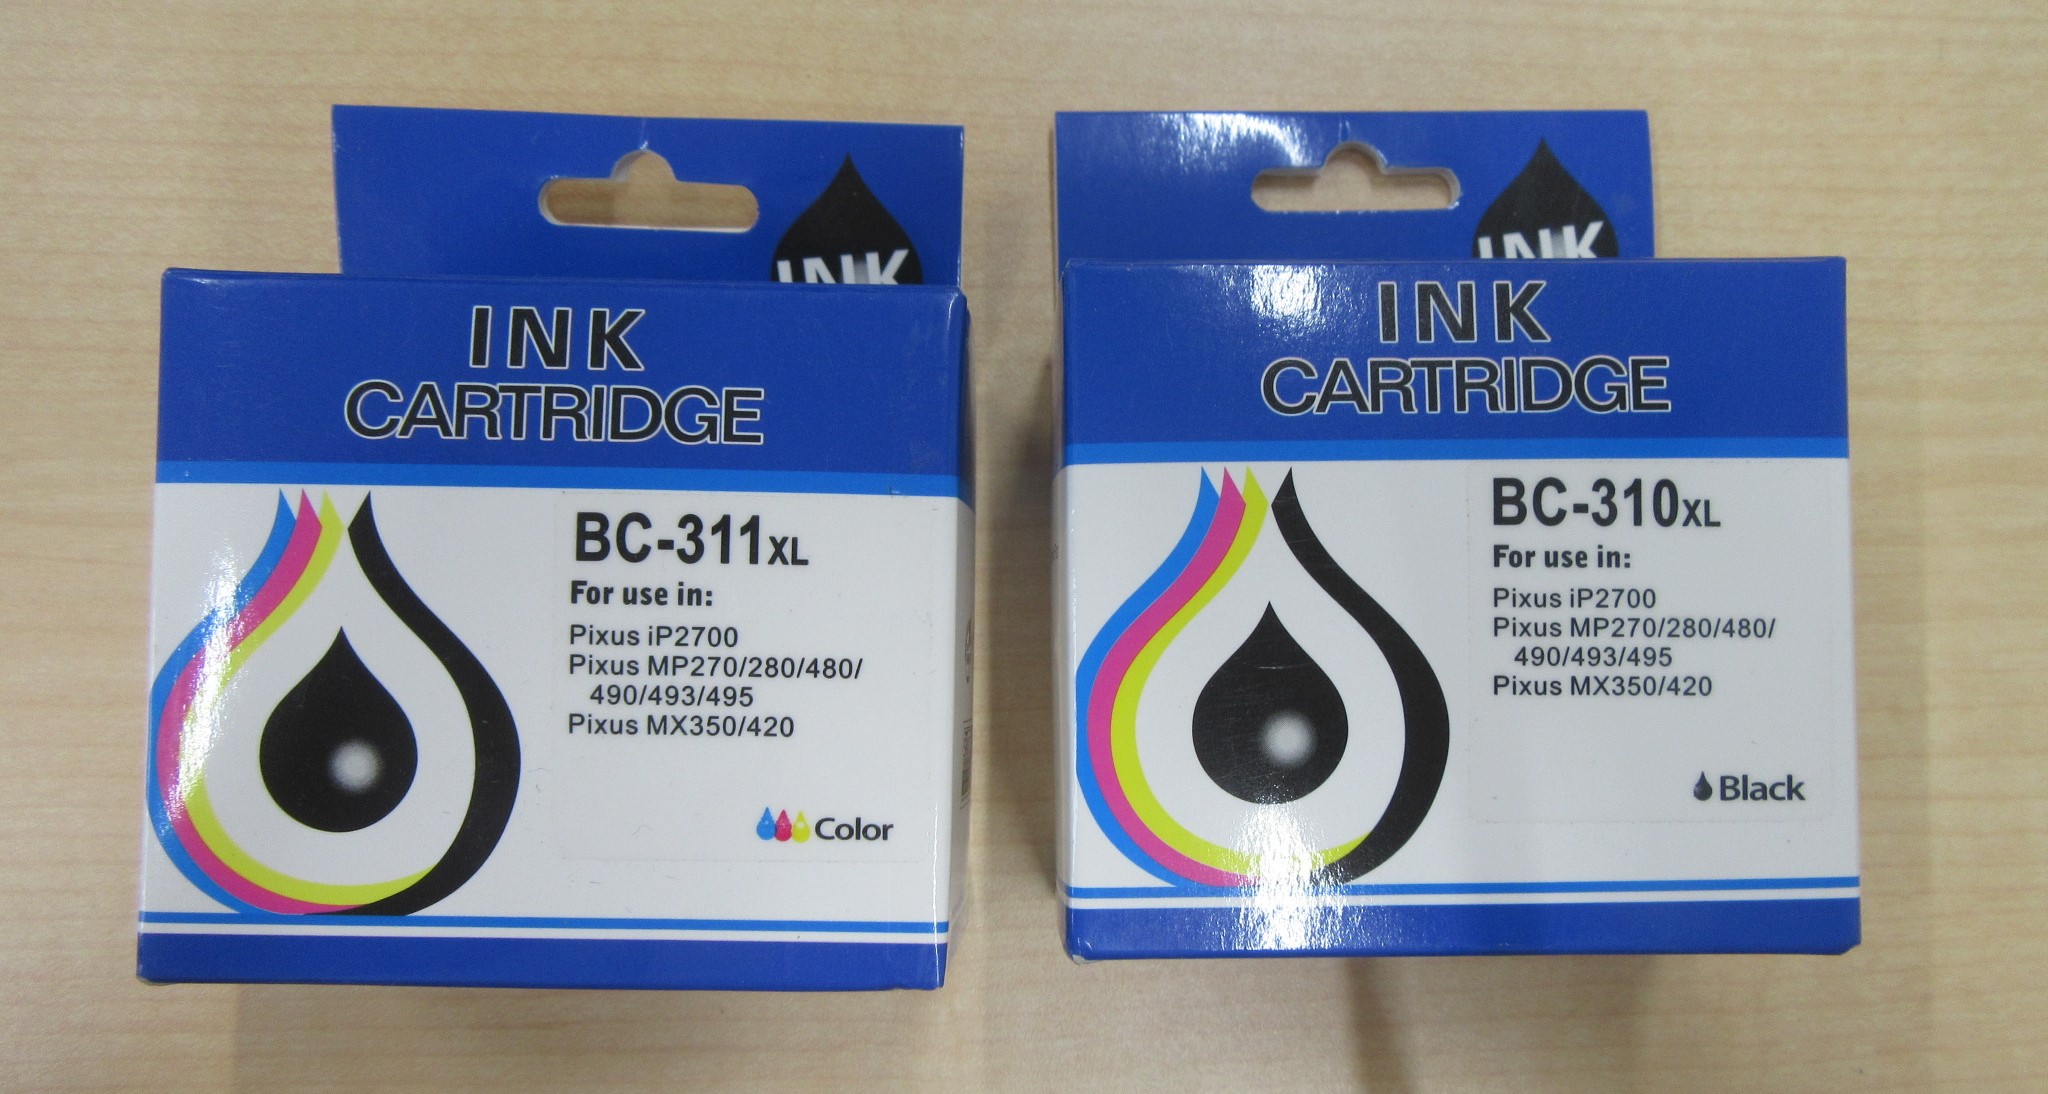 INK
INK
CARTRIDGE
BC-311XL
For use in:
Pixus iP2700
Pixus MP270/280/480/
490/493/495
Pixus MX350/420
Color
INK
INK
CARTRIDGE
BC-310XL
For use in:
Pixus iP2700
Pixus MP270/280/480/
490/493/495
Pixus MX350/420
Black